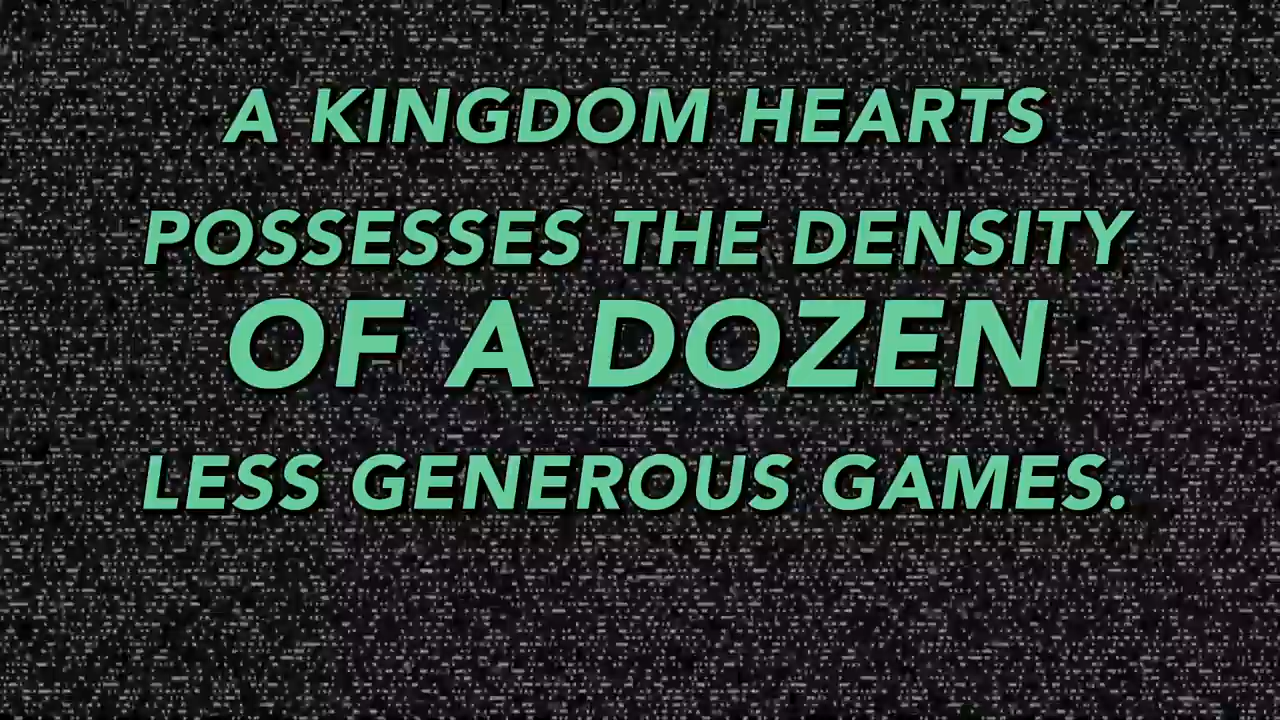 A KINGDOM HEARTS
POSSESSES THE DENSITY
OF A DOZEN
LESS GENEROUS GAMES.